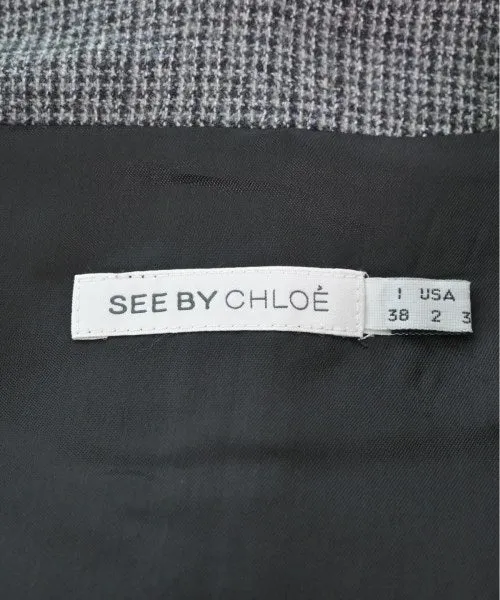 SEE BY CHLOÉ
I USA
38 2 3